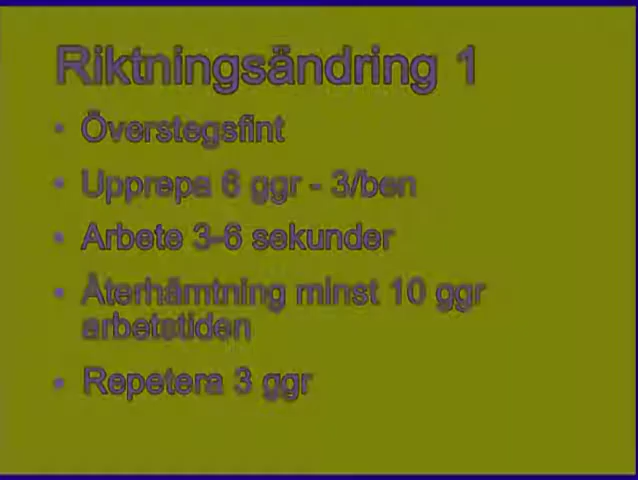 Riktningsändring 1
• Överstegsfint
• Upprepa 6 ggr - 3/ben
• Arbete 3-6 sekunder
• Återhämtning minst 10 ggr
arbetstiden
• Repetera 3 ggr